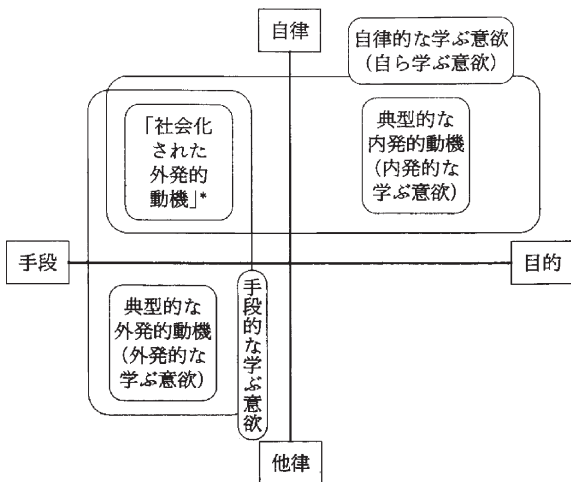 自律
自律的な学ぶ意欲
(自ら学ぶ意欲)
「社会化
された
外発的
動機」*
典型的な
内発的動機
(内発的な
学ぶ意欲)
手段
目的
典型的な
外発的動機
(外発的な
学ぶ意欲)
手段的な学ぶ意欲
他律